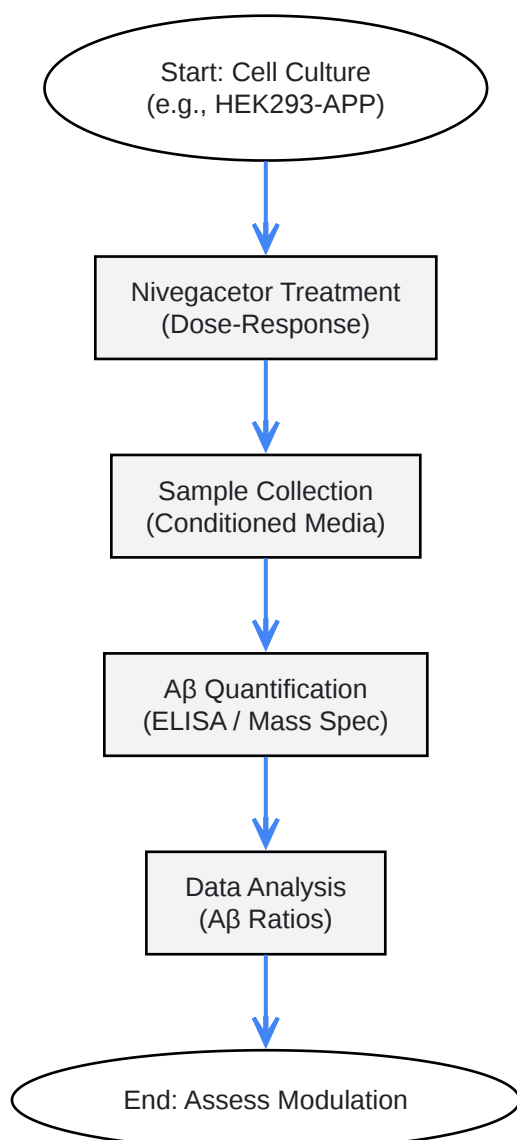 Start: Cell Culture
(e.g., HEK293-APP)
Nivegacetor Treatment
(Dose-Response)
Sample Collection
(Conditioned Media)
Aβ Quantification
(ELISA / Mass Spec)
Data Analysis
(Aβ Ratios)
End: Assess Modulation